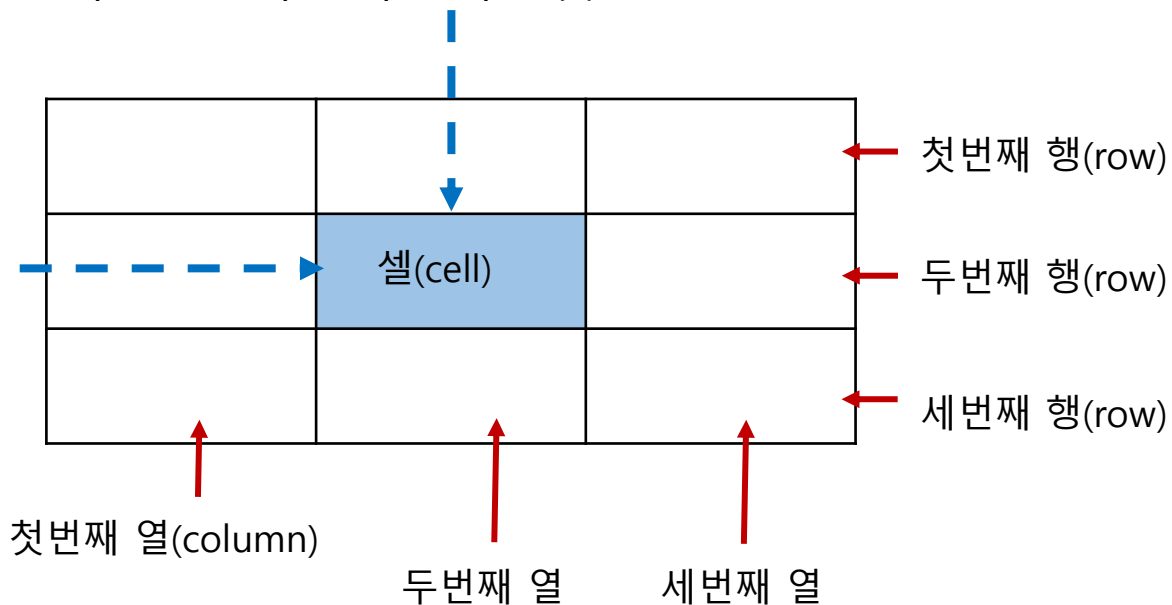 첫번째 행(row)
셀(cell)
두번째 행(row)
세번째 행(row)
첫번째 열(column)
두번째 열
세번째 열